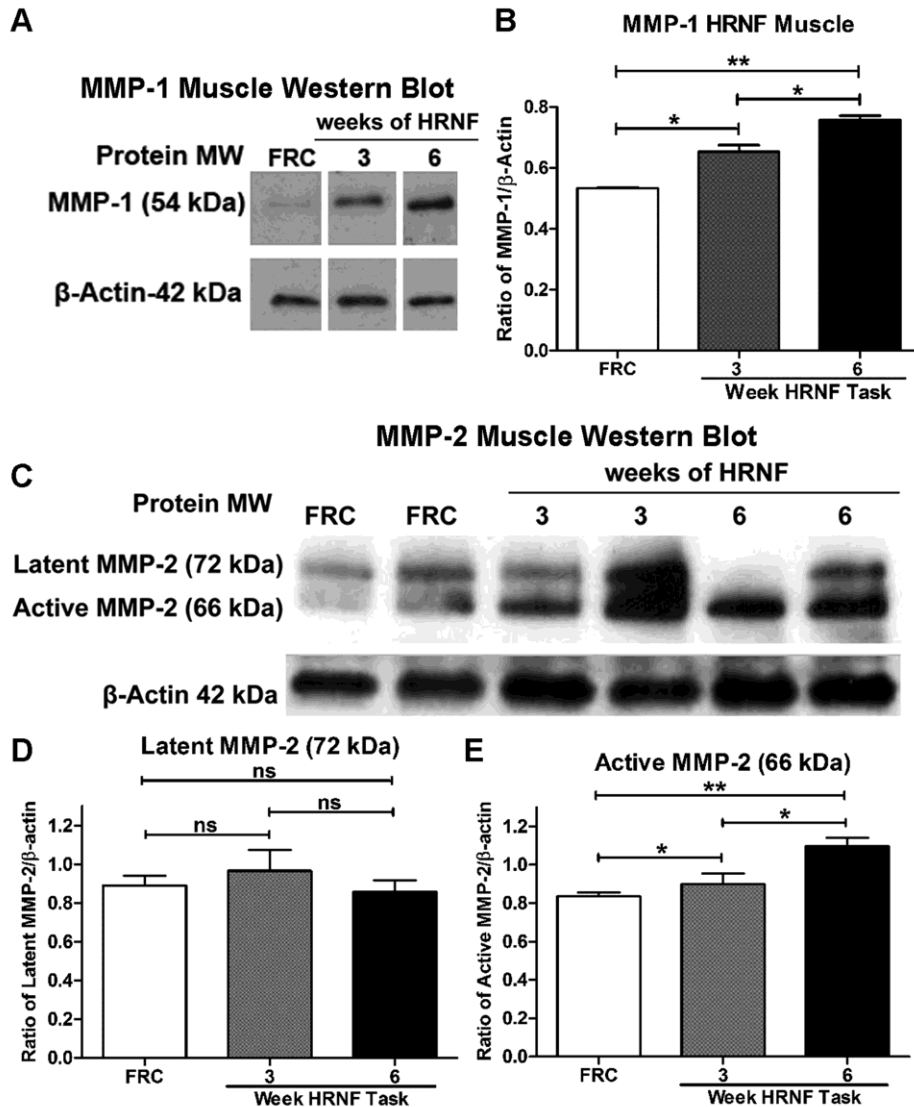 A
MMP-1 Muscle Western Blot
weeks of HRNF
Protein MW FRC 3 6
MMP-1 (54 kDa)
β-Actin-42 kDa
B
MMP-1 HRNF Muscle
**
*
*
Ratio of MMP-1/β-Actin
0.8
0.6
0.4
0.2
0.0
FRC 3 6
Week HRNF Task
MMP-2 Muscle Western Blot
C
weeks of HRNF
Protein MW
FRC FRC 3 3 6 6
Latent MMP-2 (72 kDa)
Active MMP-2 (66 kDa)
β-Actin 42 kDa
D
Latent MMP-2 (72 kDa)
ns
ns
ns
Ratio of Latent MMP-2/β-actin
1.2
1.0
0.8
0.6
0.4
0.2
0.0
FRC 3 6
Week HRNF Task
E
Active MMP-2 (66 kDa)
**
*
*
Ratio of Active MMP-2/β-actin
1.2
1.0
0.8
0.6
0.4
0.2
0.0
FRC 3 6
Week HRNF Task